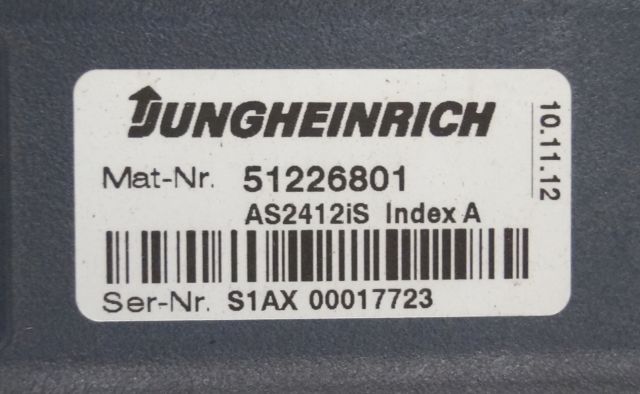 JUNGHEINRICH
Mat-Nr. 51226801
AS2412iS Index A
Ser-Nr. S1AX 00017723
10.11.12